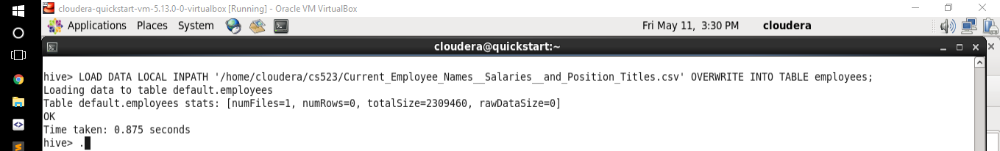 cloudera-quickstart-vm-5.13.0-0-virtualbox [Running] - Oracle VM VirtualBox
Applications Places System Fri May 11, 3:30 PM cloudera
cloudera@quickstart:~
hive> LOAD DATA LOCAL INPATH '/home/cloudera/cs523/Current_Employee_Names__Salaries__and_Position_Titles.csv' OVERWRITE INTO TABLE employees;
Loading data to table default.employees
Table default.employees stats: [numFiles=1, numRows=0, totalSize=2309460, rawDataSize=0]
OK
Time taken: 0.875 seconds
hive> .